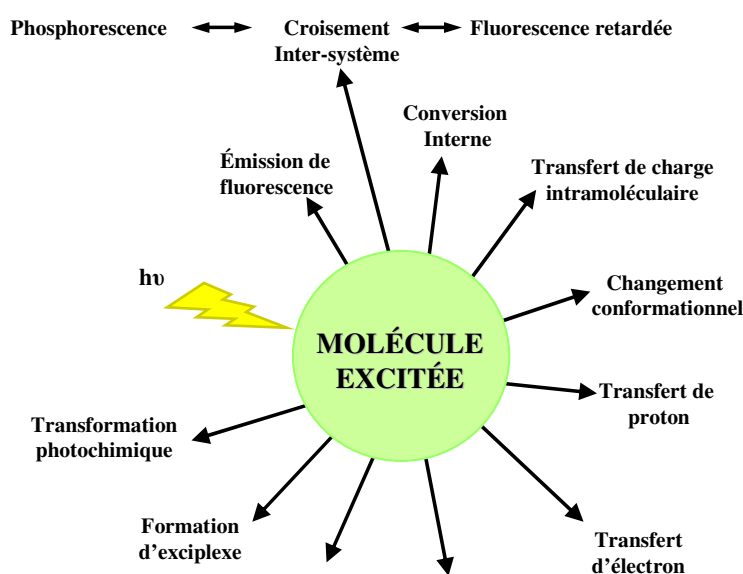 Phosphorescence
Croisement
Inter-système
Fluorescence retardée
Conversion
Interne
Émission de
fluorescence
Transfert de charge
intramoléculaire
hυ
Changement
conformationnel
MOLÉCULE
EXCITÉE
Transfert de
proton
Transformation
photochimique
Formation
d’exciplexe
Transfert
d’électron